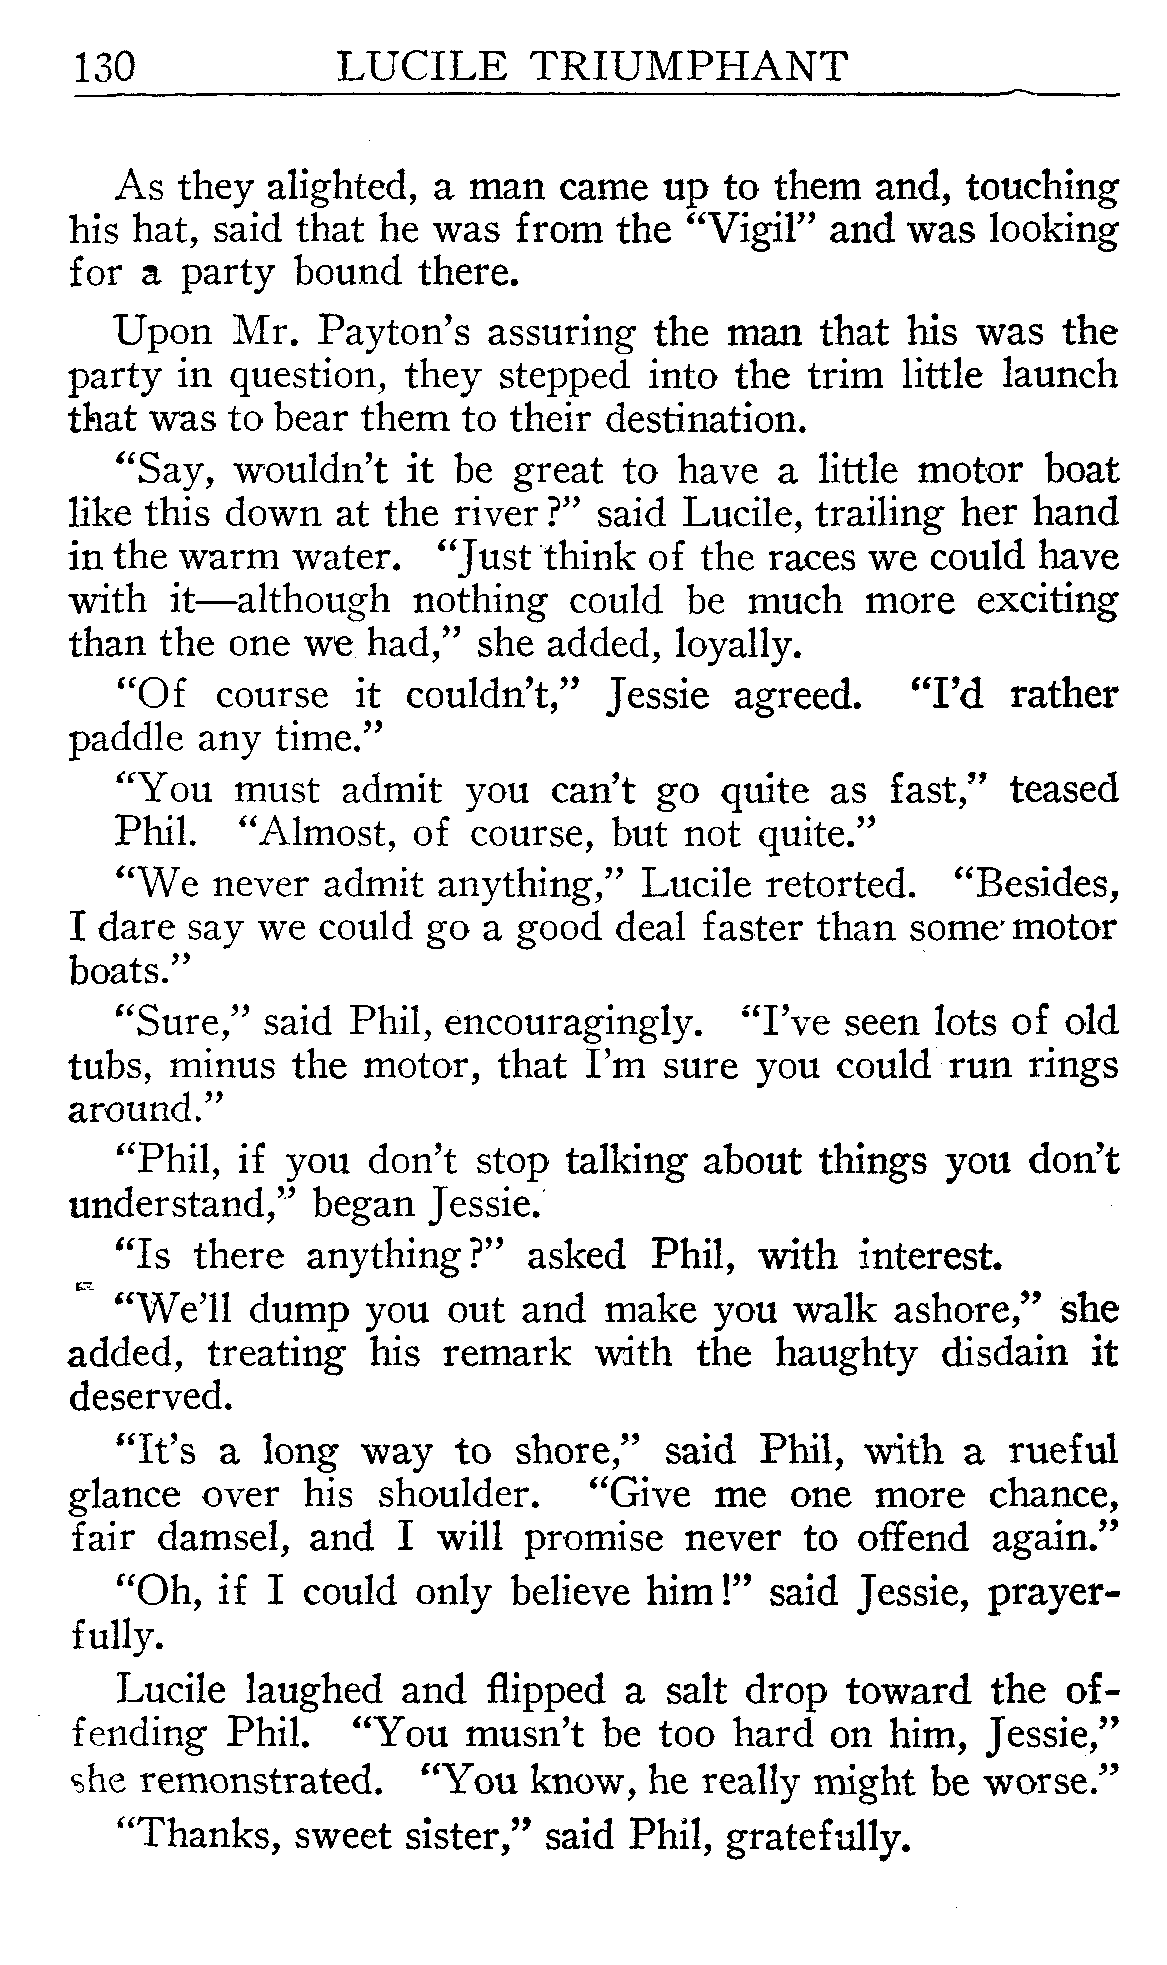 130 LUCILE TRIUMPHANT
As they alighted, a man came up to them and, touching
his hat, said that he was from the “Vigil” and was looking
for a party bound there.
Upon Mr. Payton’s assuring the man that his was the
party in question, they stepped into the trim little launch
that was to bear them to their destination.
“Say, wouldn’t it be great to have a little motor boat
like this down at the river?” said Lucile, trailing her hand
in the warm water. “Just think of the races we could have
with it—although nothing could be much more exciting
than the one we had,” she added, loyally.
“Of course it couldn’t,” Jessie agreed. “I’d rather
paddle any time.”
“You must admit you can’t go quite as fast,” teased
Phil. “Almost, of course, but not quite.”
“We never admit anything,” Lucile retorted. “Besides,
I dare say we could go a good deal faster than some motor
boats.”
“Sure,” said Phil, encouragingly. “I’ve seen lots of old
tubs, minus the motor, that I’m sure you could run rings
around.”
“Phil, if you don’t stop talking about things you don’t
understand,” began Jessie.
“Is there anything?” asked Phil, with interest.
“We’ll dump you out and make you walk ashore,” she
added, treating his remark with the haughty disdain it
deserved.
“It’s a long way to shore,” said Phil, with a rueful
glance over his shoulder. “Give me one more chance,
fair damsel, and I will promise never to offend again.”
“Oh, if I could only believe him!” said Jessie, prayer-
fully.
Lucile laughed and flipped a salt drop toward the of-
fending Phil. “You musn’t be too hard on him, Jessie,”
she remonstrated. “You know, he really might be worse.”
“Thanks, sweet sister,” said Phil, gratefully.